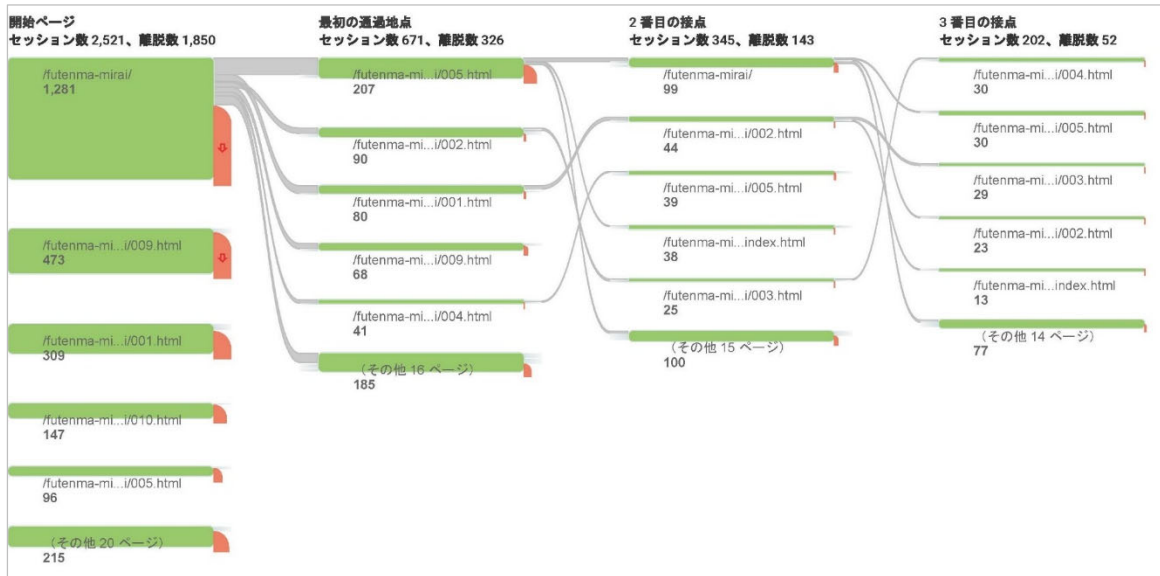 開始ページ
セッション数 2,521、離脱数 1,850
/futenma-mirai/
1,281
/futenma-mi...i/009.html
473
/futenma-mi...i/001.html
309
/futenma-mi...i/010.html
147
/futenma-mi...i/005.html
96
（その他 20 ページ）
215
最初の通過地点
セッション数 671、離脱数 326
/futenma-mi...i/005.html
207
/futenma-mi...i/002.html
90
/futenma-mi...i/001.html
80
/futenma-mi...i/009.html
68
/futenma-mi...i/004.html
41
（その他 16 ページ）
185
2 番目の接点
セッション数 345、離脱数 143
/futenma-mirai/
99
/futenma-mi...i/002.html
44
/futenma-mi...i/005.html
39
/futenma-mi...index.html
38
/futenma-mi...i/003.html
25
（その他 15 ページ）
100
3 番目の接点
セッション数 202、離脱数 52
/futenma-mi...i/004.html
30
/futenma-mi...i/005.html
30
/futenma-mi...i/003.html
29
/futenma-mi...i/002.html
23
/futenma-mi...index.html
13
（その他 14 ページ）
77